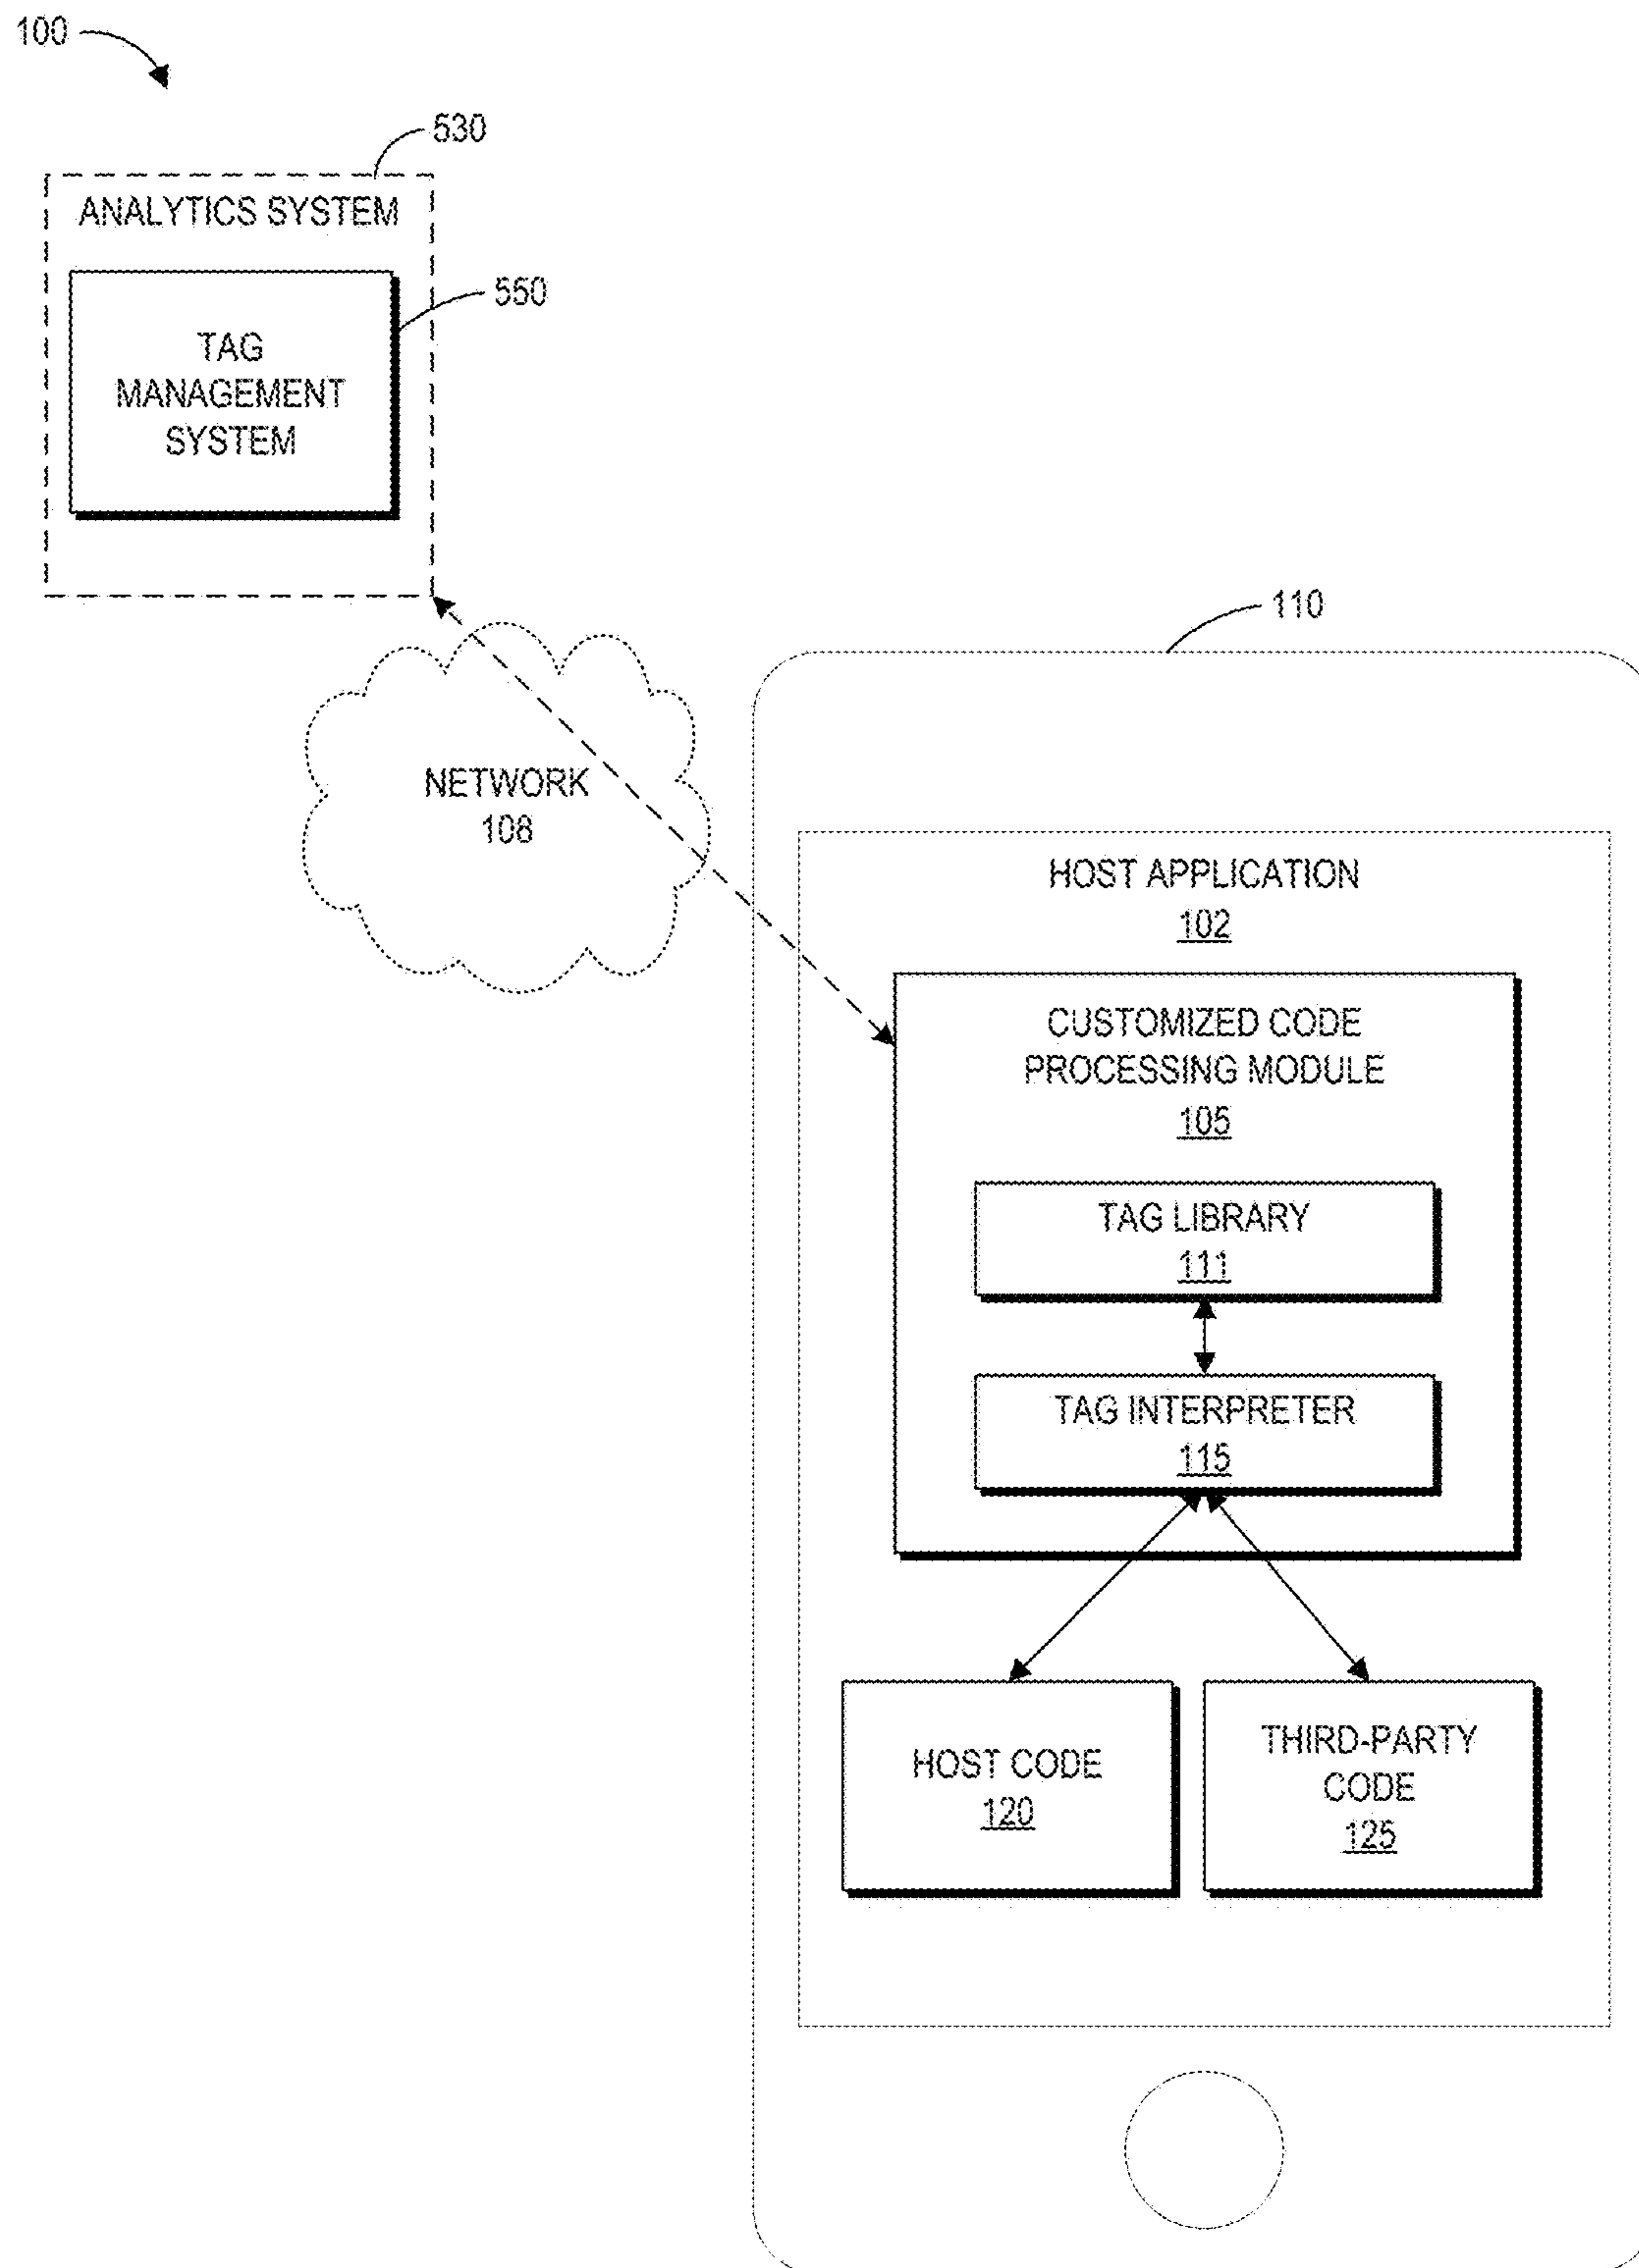 100
530
ANALYTICS SYSTEM
550
TAG
MANAGEMENT
SYSTEM
110
NETWORK
108
HOST APPLICATION
102
CUSTOMIZED CODE
PROCESSING MODULE
105
TAG LIBRARY
111
TAG INTERPRETER
115
HOST CODE
120
THIRD-PARTY
CODE
125